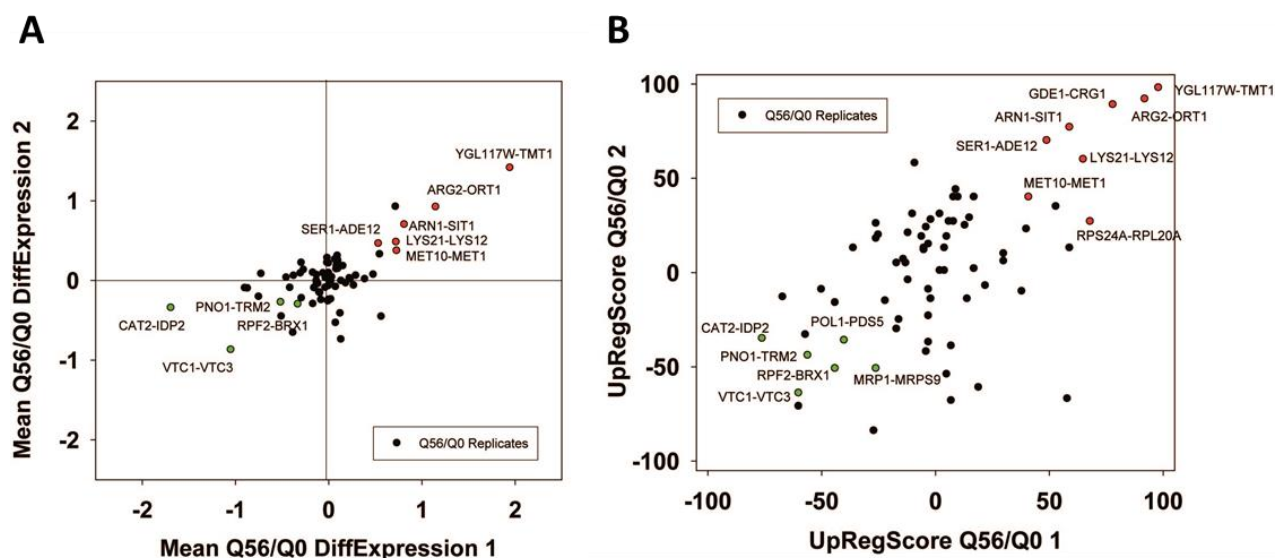 A
Mean Q56/Q0 DiffExpression 2
2
1
0
-1
-2
YGL117W-TMT1
ARG2-ORT1
SER1-ADE12
ARN1-SIT1
LYS21-LYS12
MET10-MET1
PNO1-TRM2
CAT2-IDP2
RPF2-BRX1
VTC1-VTC3
Q56/Q0 Replicates
-2
-1
0
1
2
Mean Q56/Q0 DiffExpression 1
B
UpRegScore Q56/Q0 2
100
50
0
-50
-100
Q56/Q0 Replicates
GDE1-CRG1
YGL117W-TMT1
ARG2-ORT1
ARN1-SIT1
SER1-ADE12
LYS21-LYS12
MET10-MET1
RPS24A-RPL20A
POL1-PDS5
CAT2-IDP2
PNO1-TRM2
RPF2-BRX1
MRP1-MRPS9
VTC1-VTC3
-100
-50
0
50
100
UpRegScore Q56/Q0 1